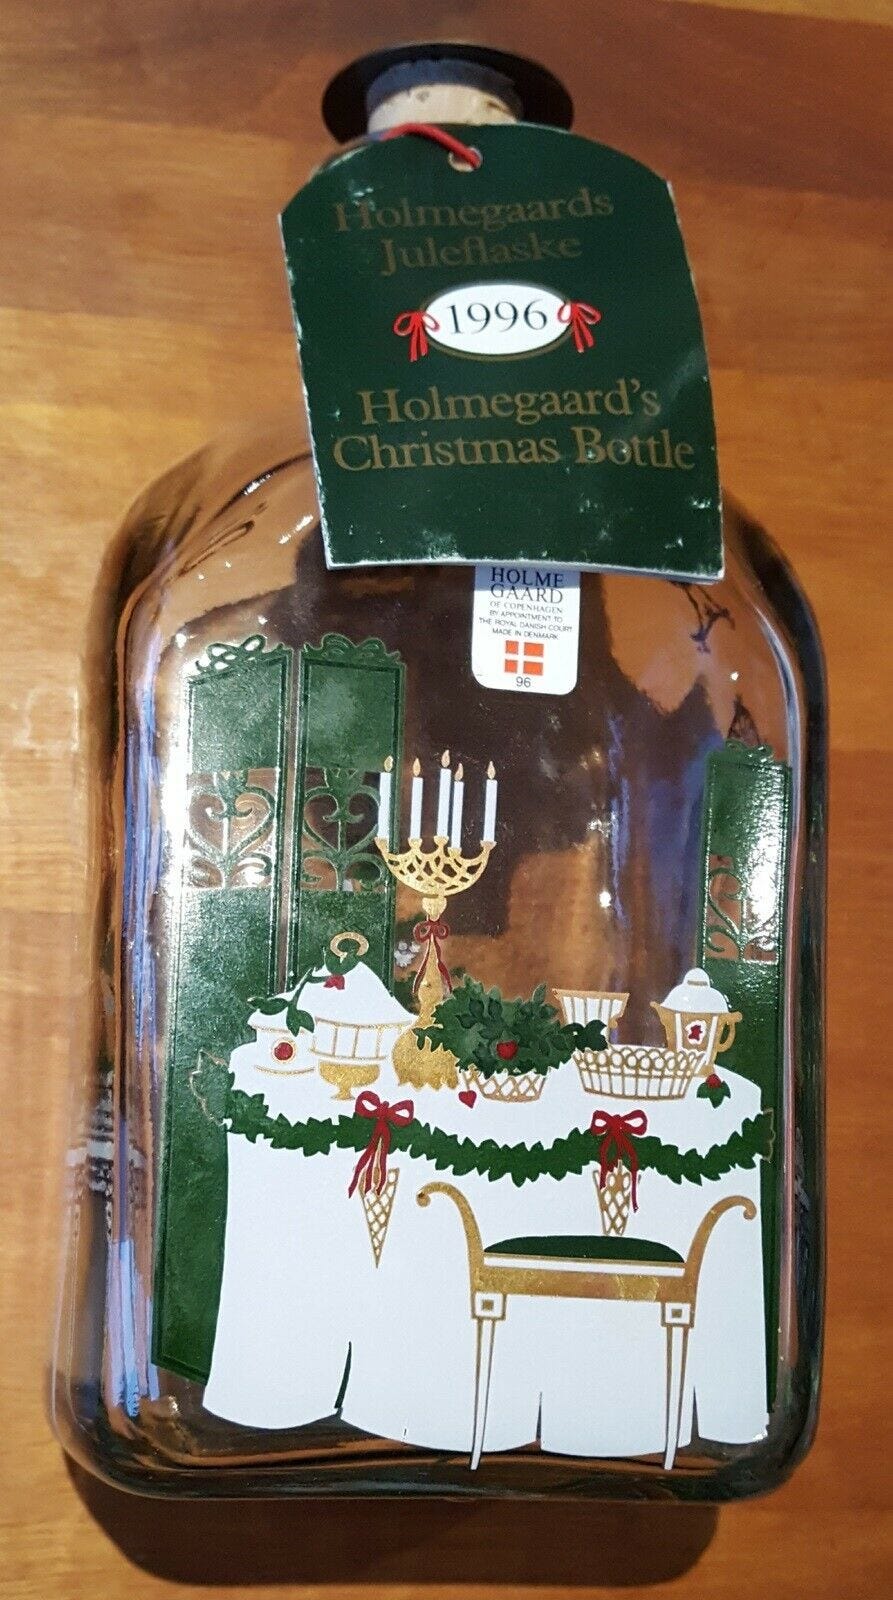 Holmegaards
Juleflaske
1996
Holmegaard's
Christmas Bottle
HOLME
GAARD
OF COPENHAGEN
BY APPOINTMENT TO
THE ROYAL DANISH COURT
MADE IN DENMARK
96